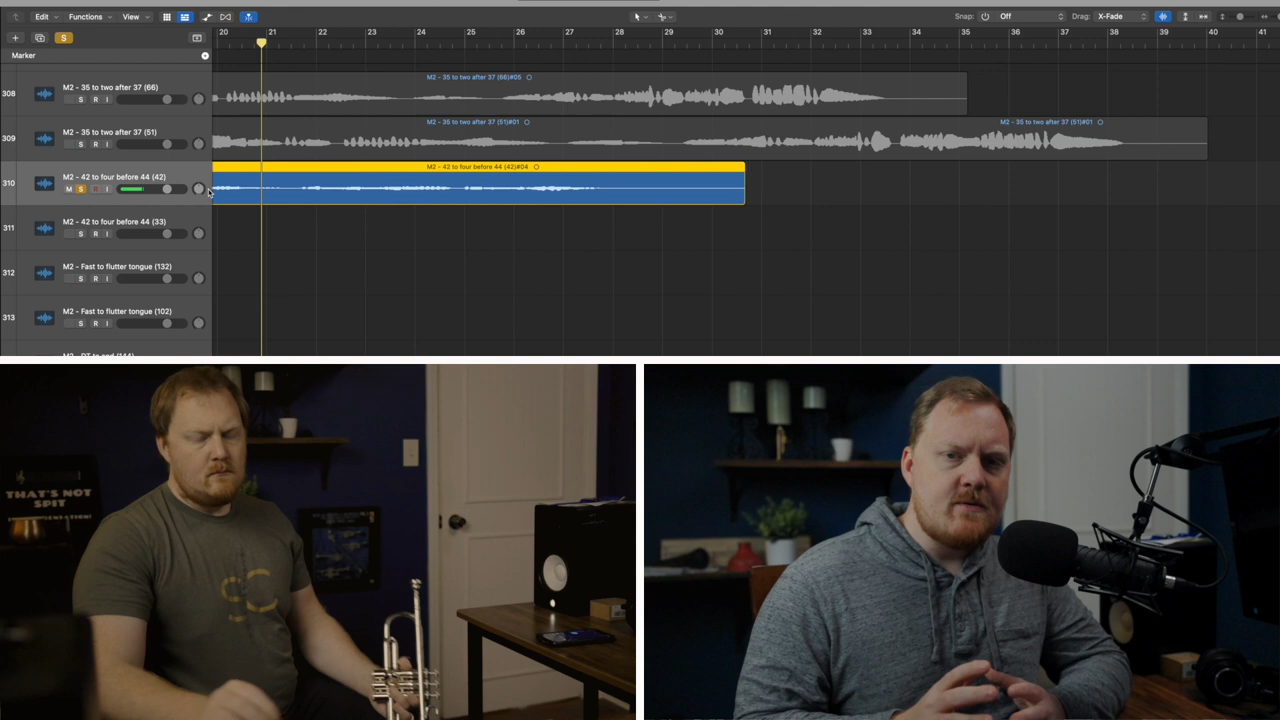 Edit Functions View Snap: Off Drag: X-Fade
S
20 21 22 23 24 25 26 27 28 29 30 31 32 33 34 35 36 37 38 39 40 41
Marker
308 M2 - 35 to two after 37 (66) M2 - 35 to two after 37 (66)#05
S R I
309 M2 - 35 to two after 37 (51) M2 - 35 to two after 37 (51)#01 M2 - 35 to two after 37 (51)#01
S R I
310 M2 - 42 to four before 44 (42) M2 - 42 to four before 44 (42)#04
M S R I
311 M2 - 42 to four before 44 (33)
S R I
312 M2 - Fast to flutter tongue (132)
S R I
313 M2 - Fast to flutter tongue (102)
S R I
THAT'S NOT
SPIT